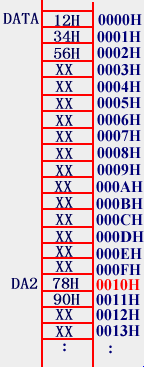 DATA 12H 0000H
34H 0001H
56H 0002H
XX 0003H
XX 0004H
XX 0005H
XX 0006H
XX 0007H
XX 0008H
XX 0009H
XX 000AH
XX 000BH
XX 000CH
XX 000DH
XX 000EH
XX 000FH
DA2 78H 0010H
90H 0011H
XX 0012H
XX 0013H
: :